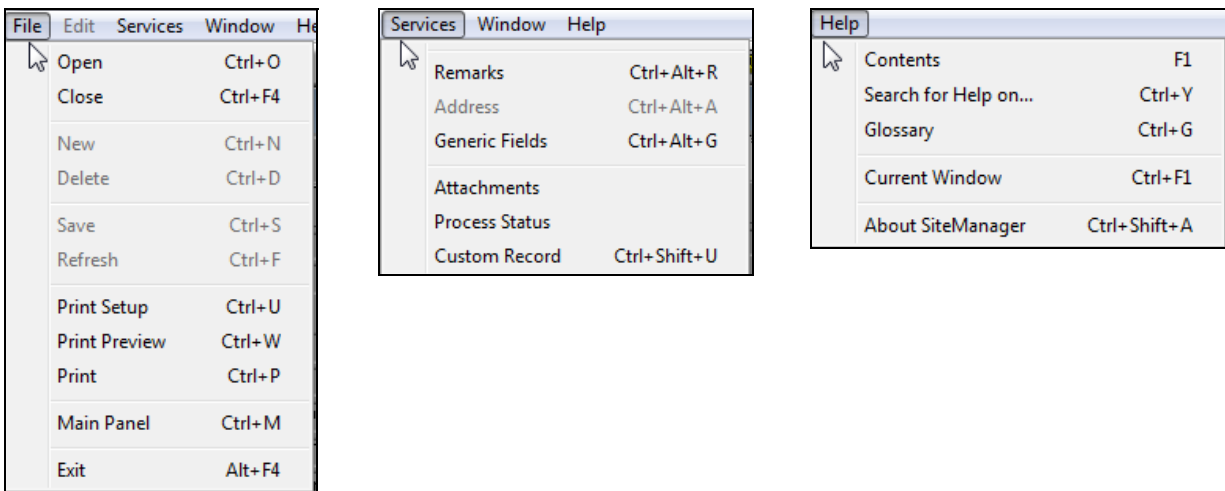 File Edit Services Window He
Open Ctrl+O
Close Ctrl+F4
New Ctrl+N
Delete Ctrl+D
Save Ctrl+S
Refresh Ctrl+F
Print Setup Ctrl+U
Print Preview Ctrl+W
Print Ctrl+P
Main Panel Ctrl+M
Exit Alt+F4
Services Window Help
Remarks Ctrl+Alt+R
Address Ctrl+Alt+A
Generic Fields Ctrl+Alt+G
Attachments
Process Status
Custom Record Ctrl+Shift+U
Help
Contents F1
Search for Help on... Ctrl+Y
Glossary Ctrl+G
Current Window Ctrl+F1
About SiteManager Ctrl+Shift+A